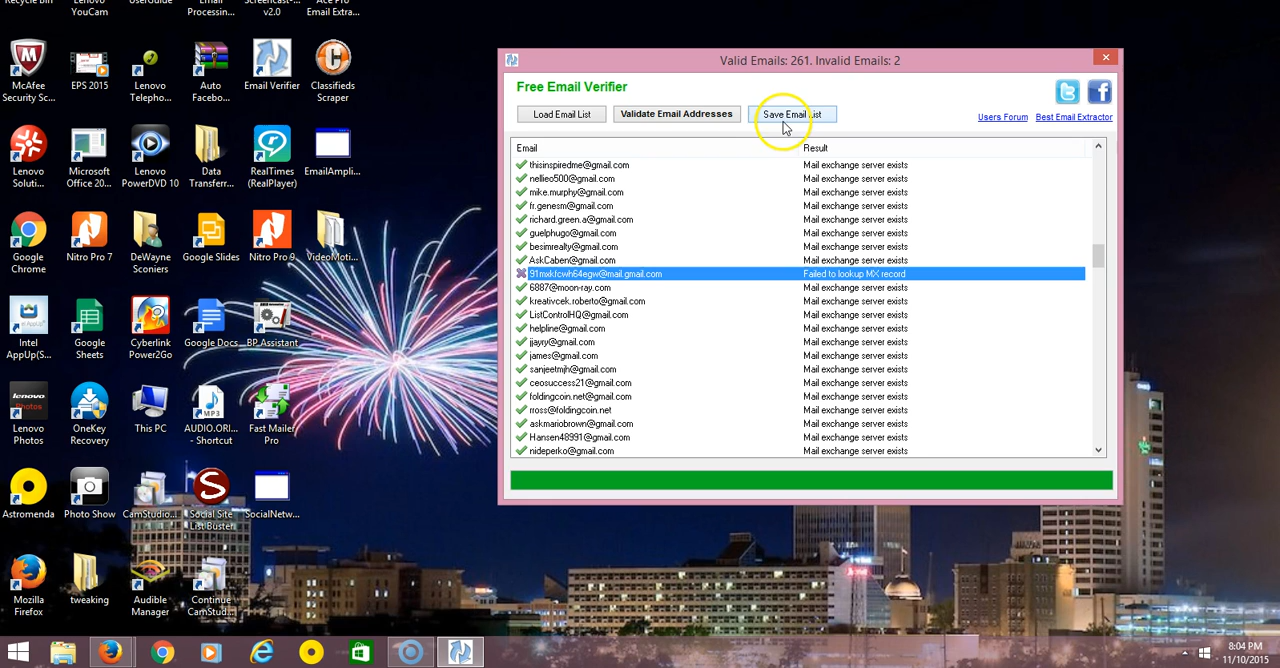 Recycle Bin
Lenovo
YouCam
UserGuide
Email
Processin...
Screencast-...
v2.0
Ace Pro
Email Extra...
McAfee
Security Sc...
EPS 2015
Lenovo
Telepho...
Auto
Facebo...
Email Verifier
Classifieds
Scraper
Lenovo
Soluti...
Microsoft
Office 20...
Lenovo
PowerDVD 10
Data
Transferr...
RealTimes
(RealPlayer)
EmailAmpli...
Google
Chrome
Nitro Pro 7
DeWayne
Sconiers
Google Slides
Nitro Pro 9
VideoMoti...
Intel
AppUp(S...
Google
Sheets
Cyberlink
Power2Go
Google Docs
BP Assistant
Lenovo
Photos
OneKey
Recovery
This PC
AUDIO.ORI...
- Shortcut
Fast Mailer
Pro
Astromenda
Photo Show
CamStudio...
Social Site
List Buster
SocialNetw...
Mozilla
Firefox
tweaking
Audible
Manager
Continue
CamStud...
Valid Emails: 261. Invalid Emails: 2
Free Email Verifier
Load Email List
Validate Email Addresses
Save Email List
Users Forum
Best Email Extractor
Email Result
thisinspiredme@gmail.com Mail exchange server exists
nellieo500@gmail.com Mail exchange server exists
mike.murphy@gmail.com Mail exchange server exists
fr.genesm@gmail.com Mail exchange server exists
richard.green.a@gmail.com Mail exchange server exists
guelphugo@gmail.com Mail exchange server exists
besimrealty@gmail.com Mail exchange server exists
AskCaben@gmail.com Mail exchange server exists
91mxkfcwh64egw@mail.gmail.com Failed to lookup MX record
6887@moon-ray.com Mail exchange server exists
kreativcek.roberto@gmail.com Mail exchange server exists
ListControlHQ@gmail.com Mail exchange server exists
helpline@gmail.com Mail exchange server exists
jjayry@gmail.com Mail exchange server exists
james@gmail.com Mail exchange server exists
sanjeetmjh@gmail.com Mail exchange server exists
ceosuccess21@gmail.com Mail exchange server exists
foldingcoin.net@gmail.com Mail exchange server exists
rross@foldingcoin.net Mail exchange server exists
askmariobrown@gmail.com Mail exchange server exists
Hansen48991@gmail.com Mail exchange server exists
nideperko@gmail.com Mail exchange server exists
8:04 PM
11/10/2015